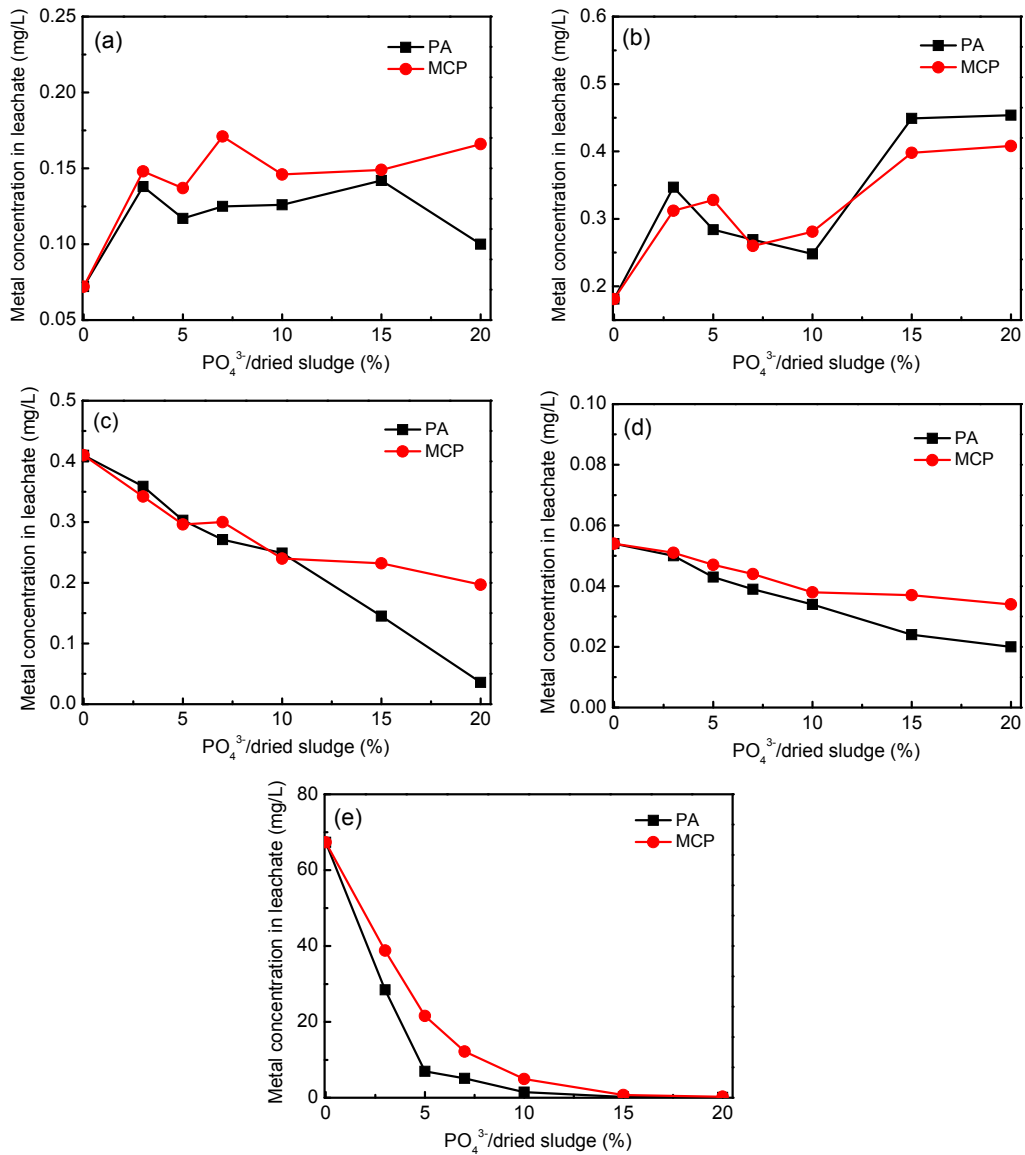 (a)
PA
MCP
0.25
0.20
0.15
0.10
0.05
0 5 10 15 20
Metal concentration in leachate (mg/L)
PO₄³⁻/dried sludge (%)
(b)
PA
MCP
0.6
0.5
0.4
0.3
0.2
0 5 10 15 20
Metal concentration in leachate (mg/L)
PO₄³⁻/dried sludge (%)
(c)
PA
MCP
0.5
0.4
0.3
0.2
0.1
0.0
0 5 10 15 20
Metal concentration in leachate (mg/L)
PO₄³⁻/dried sludge (%)
(d)
PA
MCP
0.10
0.08
0.06
0.04
0.02
0.00
0 5 10 15 20
Metal concentration in leachate (mg/L)
PO₄³⁻/dried sludge (%)
(e)
PA
MCP
80
60
40
20
0
0 5 10 15 20
Metal concentration in leachate (mg/L)
PO₄³⁻/dried sludge (%)